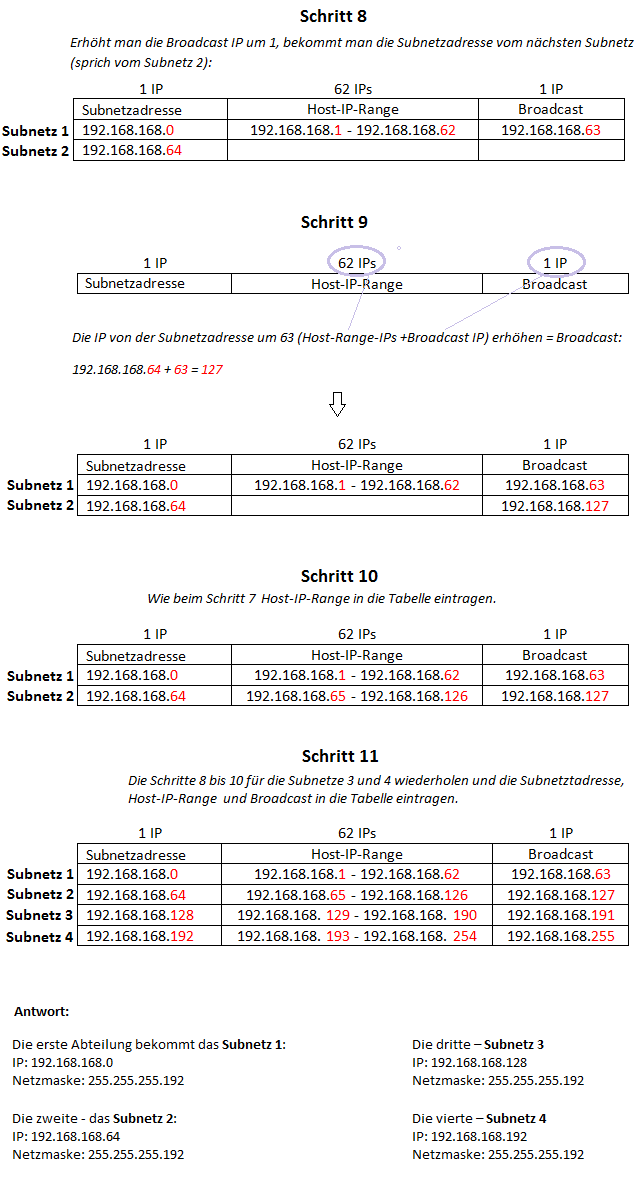 Schritt 8
Erhöht man die Broadcast IP um 1, bekommt man die Subnetzadresse vom nächsten Subnetz
(sprich vom Subnetz 2):
1 IP 62 IPs 1 IP
Subnetzadresse Host-IP-Range Broadcast
Subnetz 1 192.168.168.0 192.168.168.1 - 192.168.168.62 192.168.168.63
Subnetz 2 192.168.168.64
Schritt 9
1 IP 62 IPs 1 IP
Subnetzadresse Host-IP-Range Broadcast
Die IP von der Subnetzadresse um 63 (Host-Range-IPs +Broadcast IP) erhöhen = Broadcast:
192.168.168.64 + 63 = 127
1 IP 62 IPs 1 IP
Subnetzadresse Host-IP-Range Broadcast
Subnetz 1 192.168.168.0 192.168.168.1 - 192.168.168.62 192.168.168.63
Subnetz 2 192.168.168.64 192.168.168.127
Schritt 10
Wie beim Schritt 7 Host-IP-Range in die Tabelle eintragen.
1 IP 62 IPs 1 IP
Subnetzadresse Host-IP-Range Broadcast
Subnetz 1 192.168.168.0 192.168.168.1 - 192.168.168.62 192.168.168.63
Subnetz 2 192.168.168.64 192.168.168.65 - 192.168.168.126 192.168.168.127
Schritt 11
Die Schritte 8 bis 10 für die Subnetze 3 und 4 wiederholen und die Subnetztadresse,
Host-IP-Range und Broadcast in die Tabelle eintragen.
1 IP 62 IPs 1 IP
Subnetzadresse Host-IP-Range Broadcast
Subnetz 1 192.168.168.0 192.168.168.1 - 192.168.168.62 192.168.168.63
Subnetz 2 192.168.168.64 192.168.168.65 - 192.168.168.126 192.168.168.127
Subnetz 3 192.168.168.128 192.168.168. 129 - 192.168.168. 190 192.168.168.191
Subnetz 4 192.168.168.192 192.168.168. 193 - 192.168.168. 254 192.168.168.255
Antwort:
Die erste Abteilung bekommt das Subnetz 1:
IP: 192.168.168.0
Netzmaske: 255.255.255.192
Die zweite - das Subnetz 2:
IP: 192.168.168.64
Netzmaske: 255.255.255.192
Die dritte – Subnetz 3
IP: 192.168.168.128
Netzmaske: 255.255.255.192
Die vierte – Subnetz 4
IP: 192.168.168.192
Netzmaske: 255.255.255.192